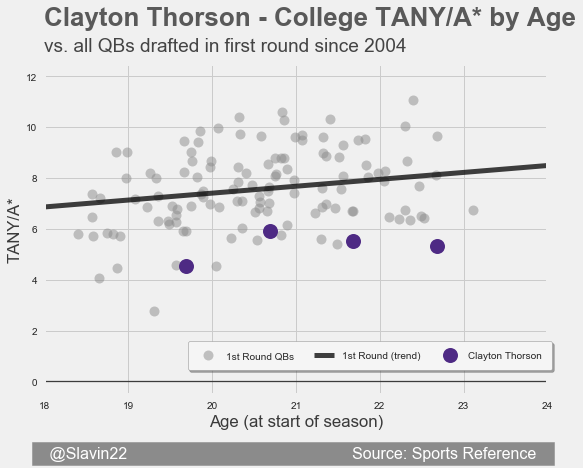 Clayton Thorson - College TANY/A* by Age
vs. all QBs drafted in first round since 2004
12
10
8
6
4
2
0
TANY/A*
1st Round QBs
1st Round (trend)
Clayton Thorson
18
19
20
21
22
23
24
Age (at start of season)
@Slavin22
Source: Sports Reference